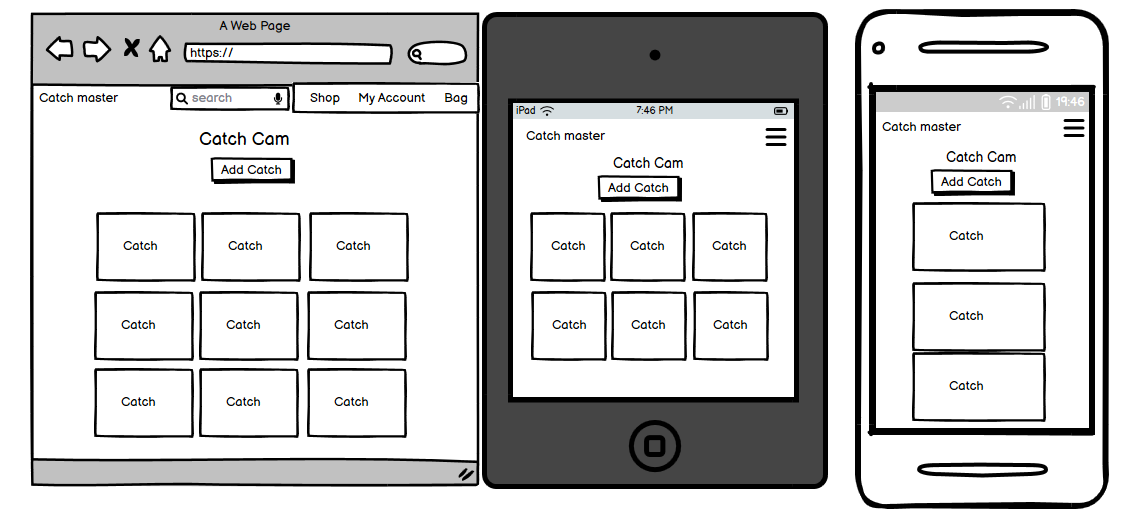 A Web Page
https://
Catch master
search
Shop My Account Bag
Catch Cam
Add Catch
Catch Catch Catch
Catch Catch Catch
Catch Catch Catch
iPad 7:46 PM
Catch master
Catch Cam
Add Catch
Catch Catch Catch
Catch Catch Catch
19:46
Catch master
Catch Cam
Add Catch
Catch
Catch
Catch